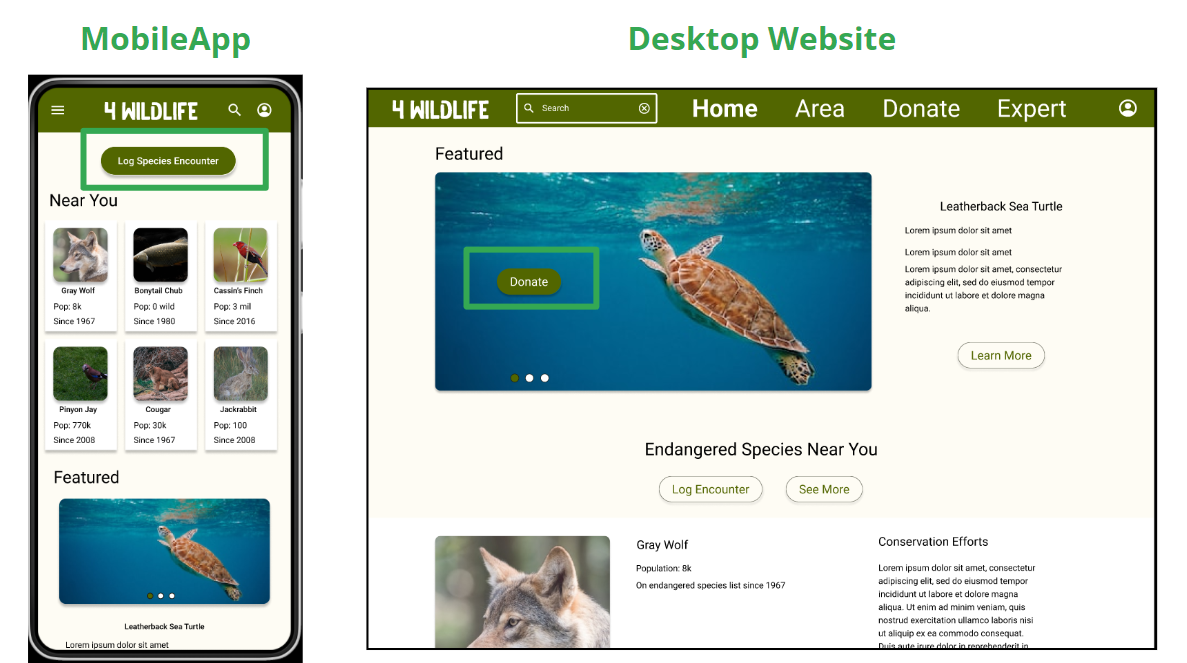 MobileApp
Desktop Website
4 WILDLIFE
Log Species Encounter
Near You
Gray Wolf
Pop: 8k
Since 1967
Bonytail Chub
Pop: 0 wild
Since 1980
Cassin's Finch
Pop: 3 mil
Since 2016
Pinyon Jay
Pop: 770k
Since 2008
Cougar
Pop: 30k
Since 1967
Jackrabbit
Pop: 100
Since 2008
Featured
Leatherback Sea Turtle
Lorem ipsum dolor sit amet
4 WILDLIFE Search Home Area Donate Expert
Featured
Donate
Leatherback Sea Turtle
Lorem ipsum dolor sit amet
Lorem ipsum dolor sit amet
Lorem ipsum dolor sit amet, consectetur
adipiscing elit, sed do eiusmod tempor
incididunt ut labore et dolore magna
aliqua.
Learn More
Endangered Species Near You
Log Encounter See More
Gray Wolf
Population: 8k
On endangered species list since 1967
Conservation Efforts
Lorem ipsum dolor sit amet, consectetur
adipiscing elit, sed do eiusmod tempor
incididunt ut labore et dolore magna
aliqua. Ut enim ad minim veniam, quis
nostrud exercitation ullamco laboris nisi
ut aliquip ex ea commodo consequat.
Duis aute irure dolor in reprehenderit in